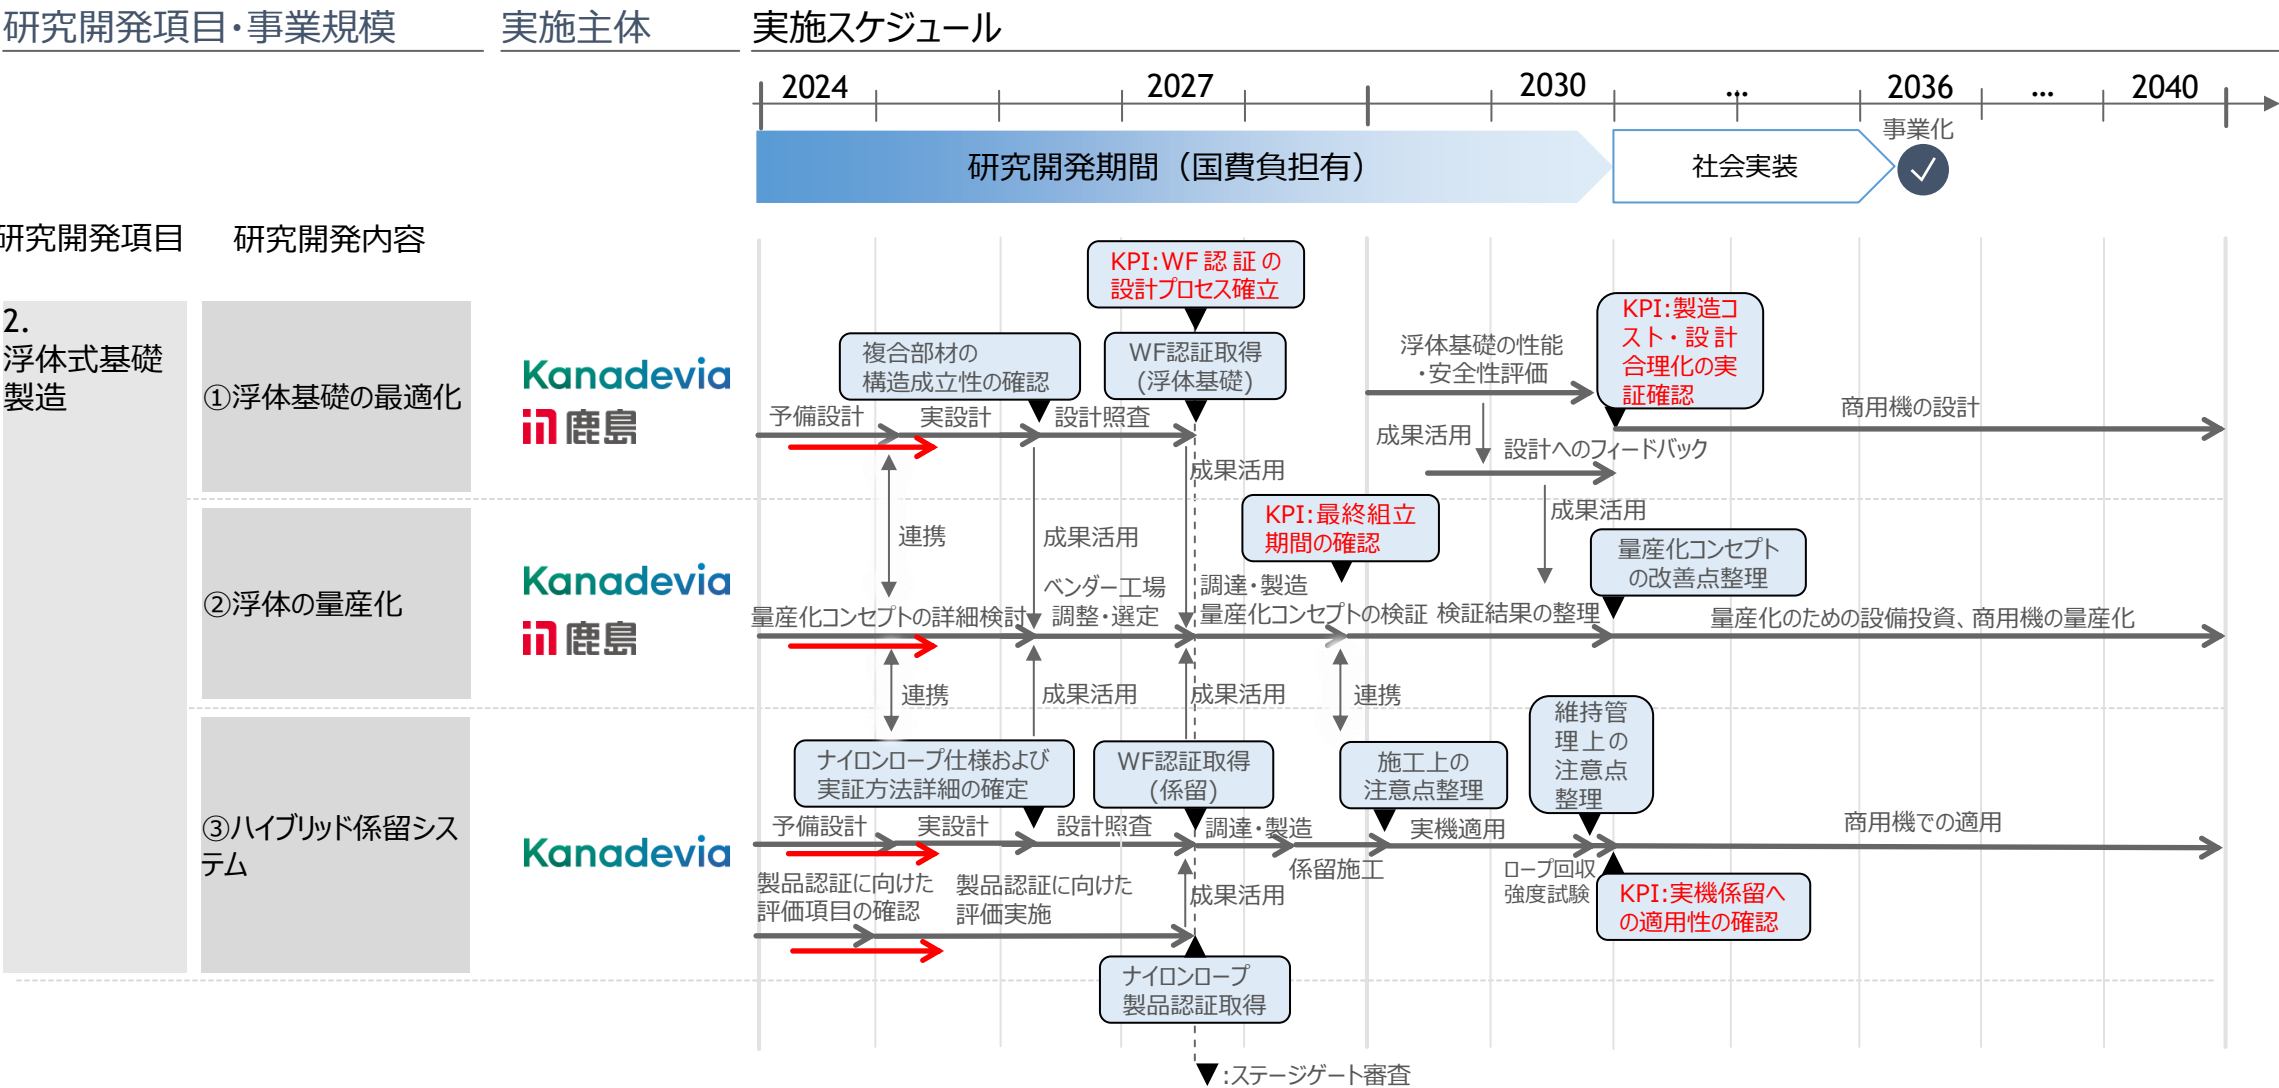 研究開発項目・事業規模
実施主体
実施スケジュール
2024
2027
2030
…
2036
…
2040
事業化
研究開発期間（国費負担有）
社会実装
研究開発項目
研究開発内容
2.
浮体式基礎
製造
①浮体基礎の最適化
Kanadevia
鹿島
KPI:WF認証の
設計プロセス確立
複合部材の
構造成立性の確認
WF認証取得
(浮体基礎)
浮体基礎の性能
・安全性評価
KPI:製造コ
スト・設計
合理化の実
証確認
予備設計
実設計
設計照査
商用機の設計
成果活用
設計へのフィードバック
成果活用
成果活用
連携
成果活用
KPI:最終組立
期間の確認
②浮体の量産化
Kanadevia
鹿島
量産化コンセプト
の改善点整理
量産化コンセプトの詳細検討
ベンダー工場
調整・選定
調達・製造
量産化コンセプトの検証
検証結果の整理
量産化のための設備投資、商用機の量産化
連携
成果活用
成果活用
連携
③ハイブリッド係留シス
テム
Kanadevia
ナイロンロープ仕様および
実証方法詳細の確定
WF認証取得
(係留)
施工上の
注意点整理
維持管
理上の
注意点
整理
予備設計
実設計
設計照査
調達・製造
係留施工
実機適用
ロープ回収
強度試験
商用機での適用
製品認証に向けた
評価項目の確認
製品認証に向けた
評価実施
成果活用
KPI:実機係留へ
の適用性の確認
ナイロンロープ
製品認証取得
▼:ステージゲート審査